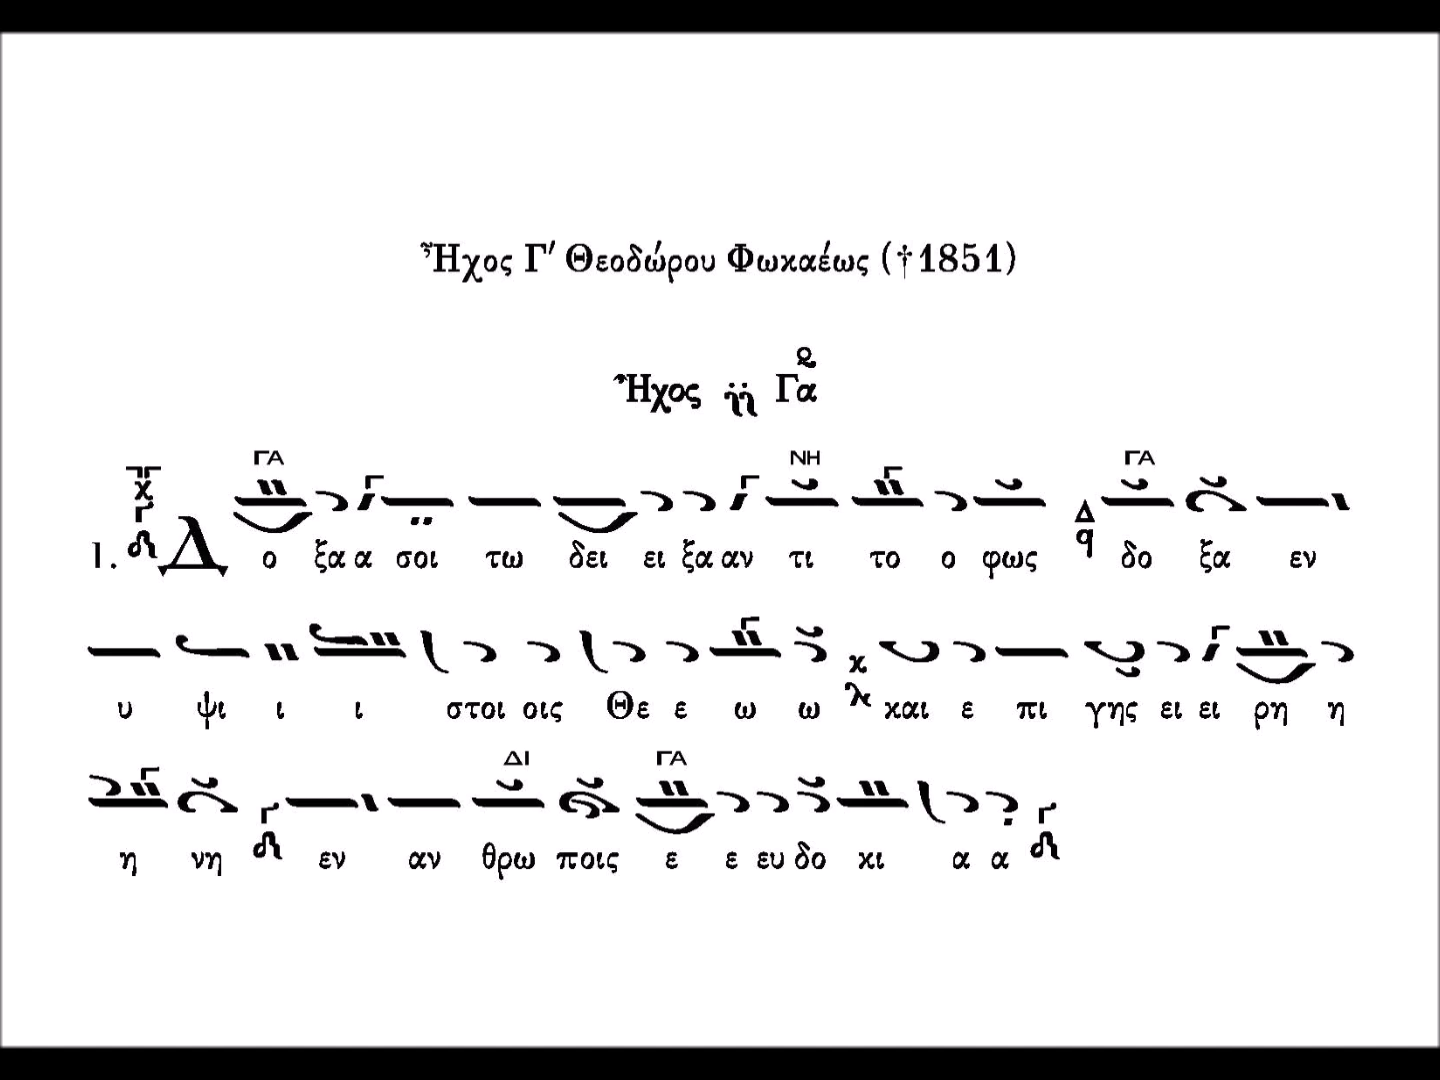 Ἦχος Γ′ Θεοδώρου Φωκαέως (†1851)
Ἦχος Γα
ΓΑ ΝΗ ΓΑ
1. Δ ο ξα α σοι τω δει ει ξα αν τι το ο φως δο ξα εν
υ ψι ι ι στοι οις Θε ε ω ω και ε πι γης ει ει ρη η
ΔΙ ΓΑ
η νη εν αν θρω ποις ε ε ευ δο κι α α